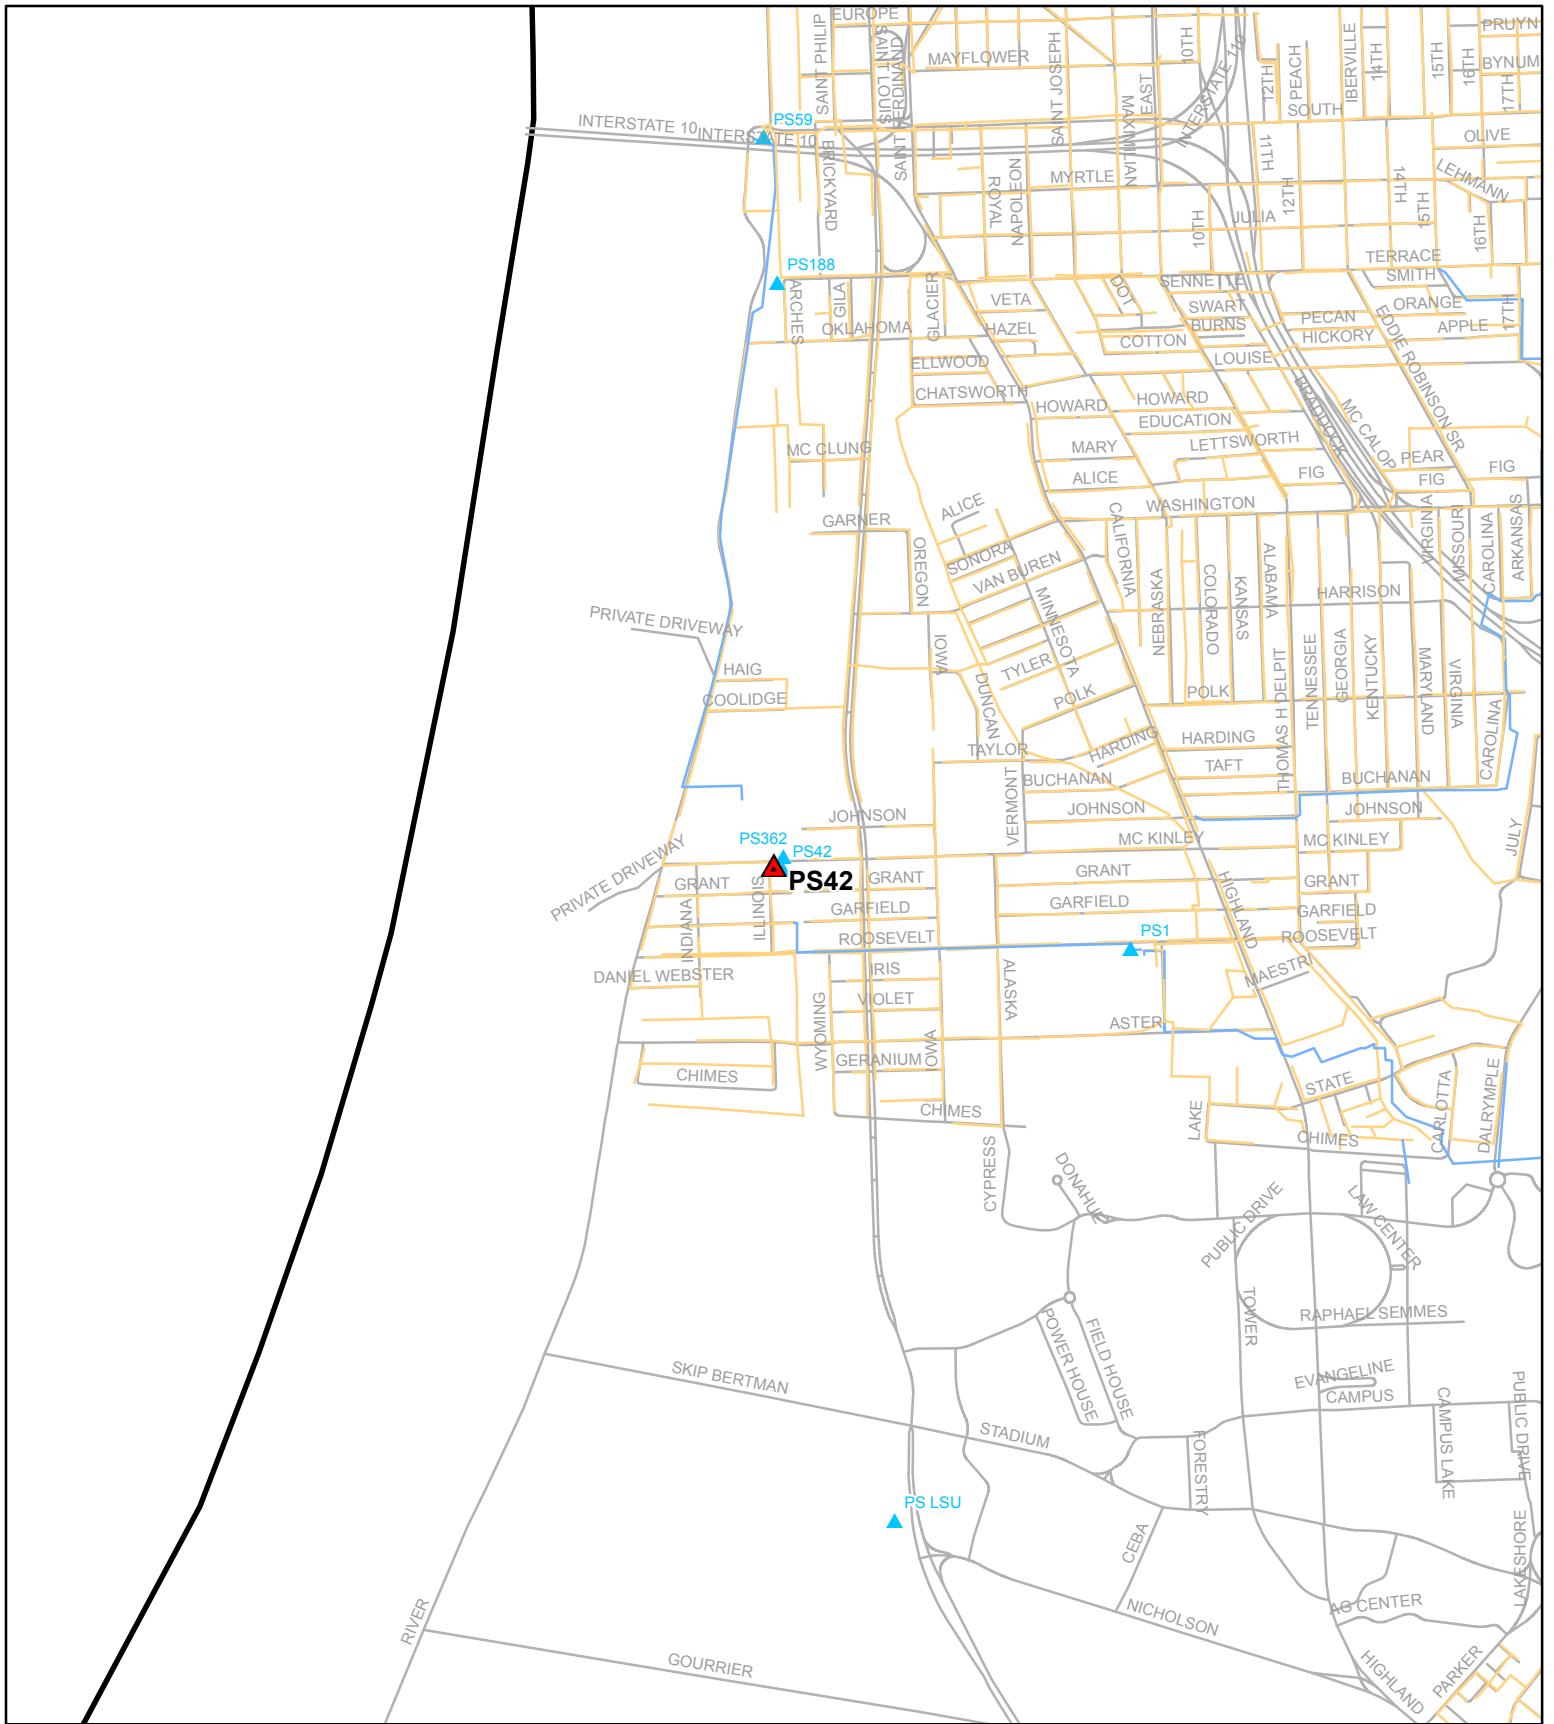 EUROPE
PRUYN
SAINT PHILIP
SAINT LOUIS
SAINT FERDINAND
MAYFLOWER
SAINT JOSEPH
10TH
INTERSTATE 110
12TH
PEACH
IBERVILLE
14TH
15TH
16TH
BYNUM
17TH
EAST
MAXIMILIAN
SOUTH
PS59
INTERSTATE 10
INTERSTATE 10
OLIVE
BRICKYARD
11TH
MYRTLE
LEHMANN
ROYAL
NAPOLEON
12TH
14TH
15TH
10TH
JULIA
16TH
TERRACE
PS188
SMITH
SENNETTE
DOT
ARCHES
GILA
GLACIER
VETA
SWART
ORANGE
17TH
PECAN
EDDIE ROBINSON SR
APPLE
OKLAHOMA
HAZEL
BURNS
HICKORY
COTTON
LOUISE
ELLWOOD
CHATSWORTH
HOWARD
HOWARD
BRADDOCK
MC CALOP
EDUCATION
LETTSWORTH
MC CLUNG
MARY
PEAR
FIG
ALICE
FIG
FIG
WASHINGTON
ALICE
GARNER
CALIFORNIA
VIRGINIA
MISSOURI
CAROLINA
ARKANSAS
OREGON
SONORA
VAN BUREN
NEBRASKA
COLORADO
KANSAS
ALABAMA
HARRISON
MINNESOTA
PRIVATE DRIVEWAY
IOWA
TYLER
HAIG
COOLIDGE
DUNCAN
POLK
POLK
THOMAS H DELPIT
TENNESSEE
GEORGIA
KENTUCKY
MARYLAND
VIRGINIA
CAROLINA
HARDING
HARDING
TAYLOR
TAFT
VERMONT
BUCHANAN
BUCHANAN
JOHNSON
JOHNSON
JOHNSON
JULY
MC KINLEY
MC KINLEY
PS362
PS42
PS42
PRIVATE DRIVEWAY
GRANT
GRANT
GRANT
GRANT
INDIANA
ILLINOIS
GARFIELD
GARFIELD
GARFIELD
HIGHLAND
ROOSEVELT
ROOSEVELT
PS1
DANIEL WEBSTER
IRIS
MAESTRI
VIOLET
ALASKA
WYOMING
ASTER
IOWA
GERANIUM
CHIMES
STATE
CARLOTTA
DALRYMPLE
CHIMES
LAKE
CHIMES
CYPRESS
DONAHUE
PUBLIC DRIVE
LAW CENTER
TOWER
RAPHAEL SEMMES
POWER HOUSE
FIELD HOUSE
SKIP BERTMAN
EVANGELINE
CAMPUS
CAMPUS LAKE
PUBLIC DRIVE
STADIUM
FORESTRY
PS LSU
CEBA
LAKESHORE
RIVER
NICHOLSON
AG CENTER
GOURRIER
HIGHLAND
PARKER